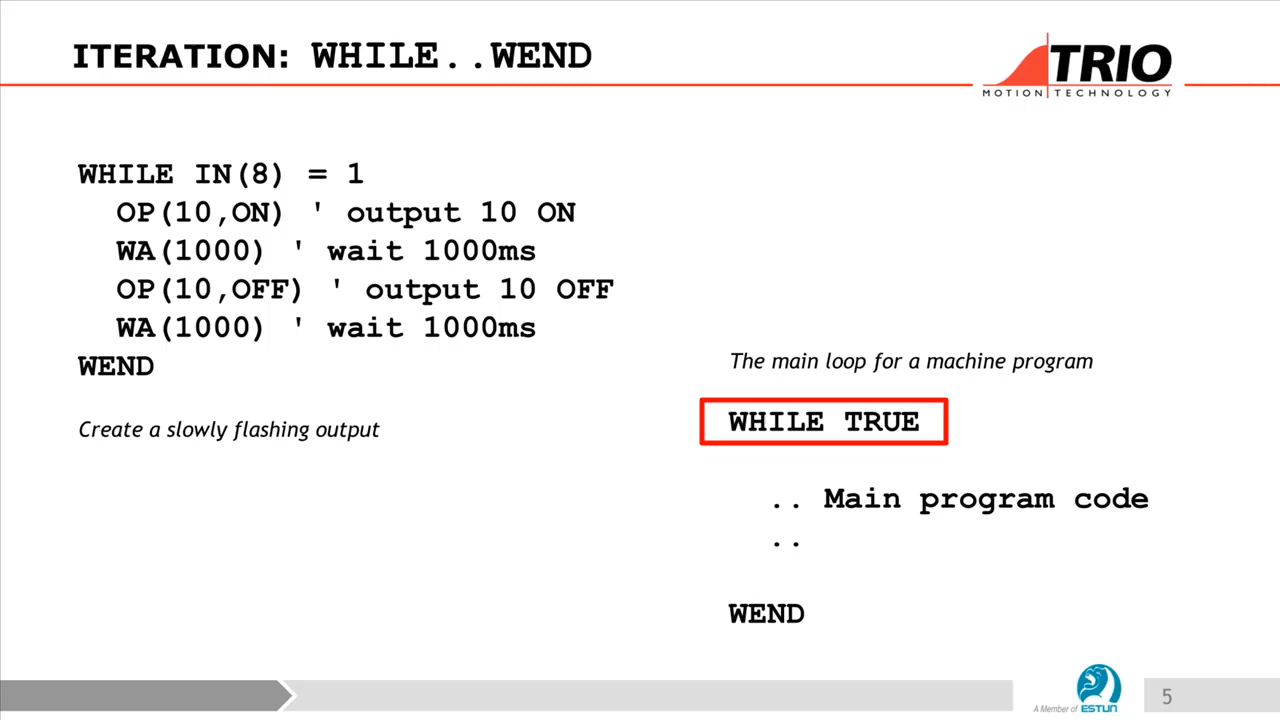 ITERATION: WHILE..WEND
TRIO
MOTION TECHNOLOGY
WHILE IN(8) = 1
OP(10,ON) ' output 10 ON
WA(1000) ' wait 1000ms
OP(10,OFF) ' output 10 OFF
WA(1000) ' wait 1000ms
WEND
Create a slowly flashing output
The main loop for a machine program
WHILE TRUE
.. Main program code
..
WEND
A Member of ESTUN
5